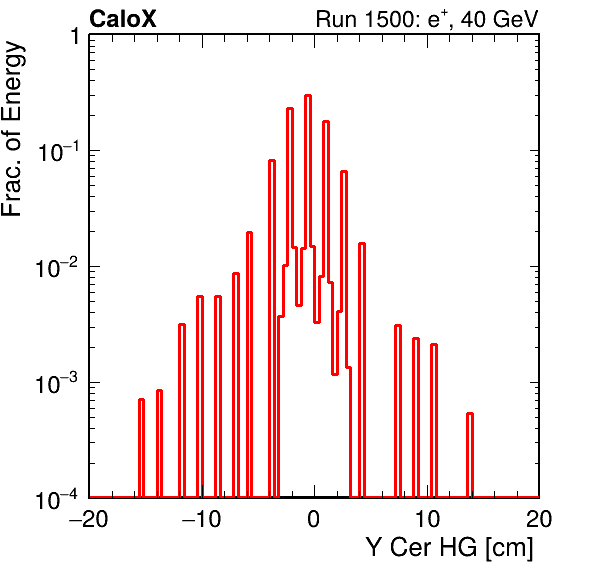 CaloX Run 1500: e⁺, 40 GeV
Frac. of Energy
1
10⁻¹
10⁻²
10⁻³
10⁻⁴
−20 −10 0 10 20
Y Cer HG [cm]